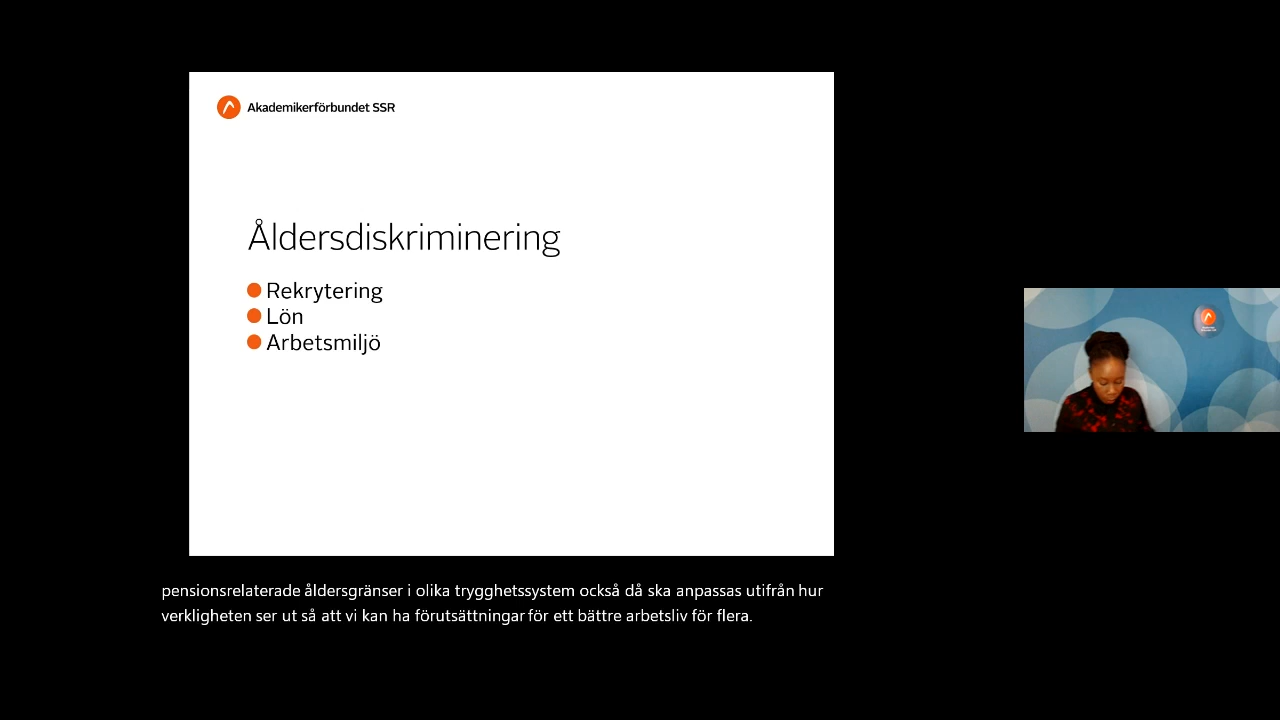 Akademikerförbundet SSR
Åldersdiskriminering
Rekrytering
Lön
Arbetsmiljö
pensionsrelaterade åldersgränser i olika trygghetssystem också då ska anpassas utifrån hur
verkligheten ser ut så att vi kan ha förutsättningar för ett bättre arbetsliv för flera.